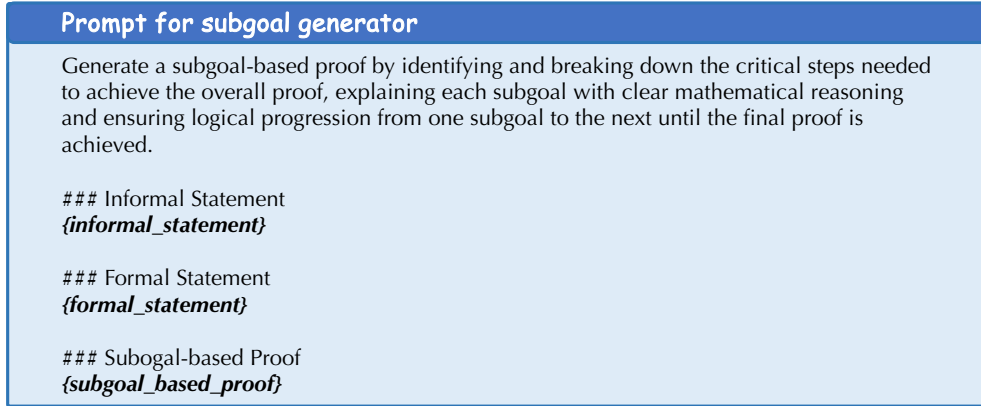 Prompt for subgoal generator
Generate a subgoal-based proof by identifying and breaking down the critical steps needed
to achieve the overall proof, explaining each subgoal with clear mathematical reasoning
and ensuring logical progression from one subgoal to the next until the final proof is
achieved.
### Informal Statement
{informal_statement}
### Formal Statement
{formal_statement}
### Subogal-based Proof
{subgoal_based_proof}